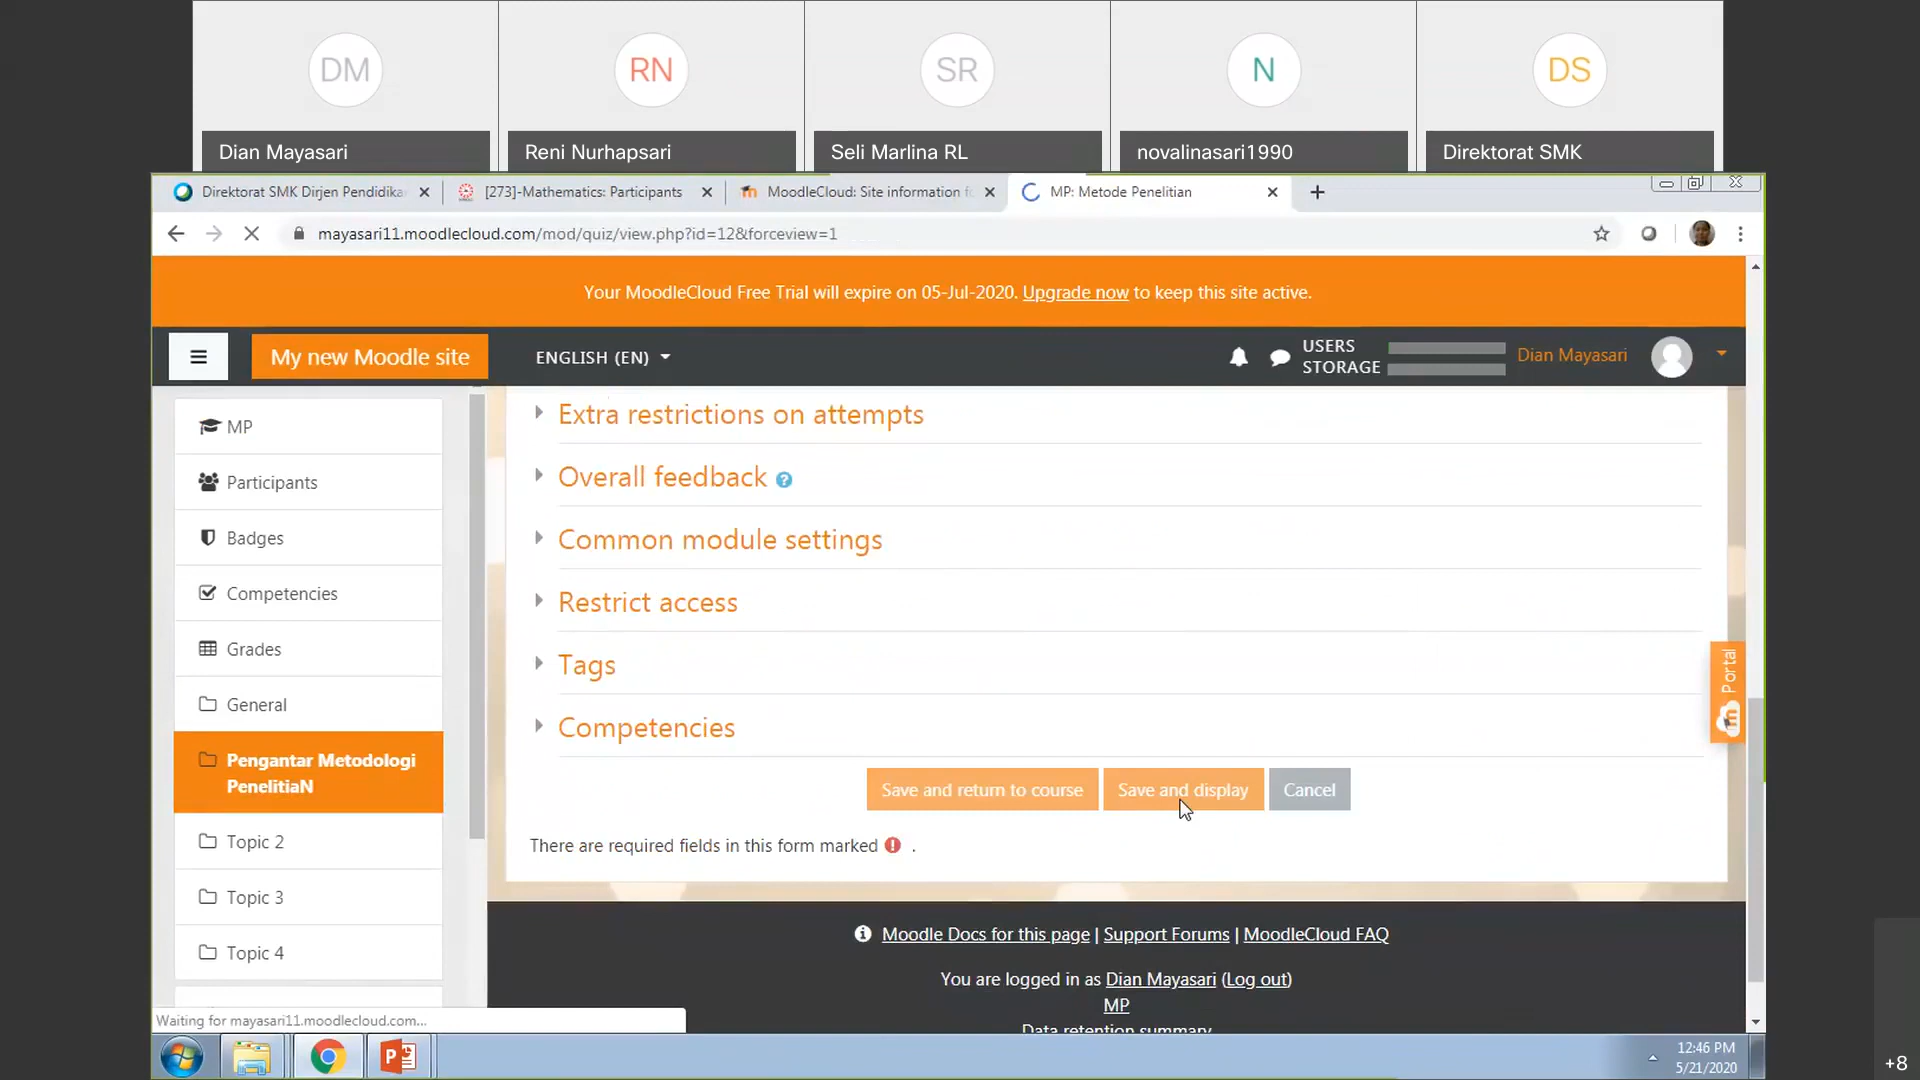 DM
RN
SR
N
DS
Dian Mayasari
Reni Nurhapsari
Seli Marlina RL
novalinasari1990
Direktorat SMK
Direktorat SMK Dirjen Pendidika
[273]-Mathematics: Participants
MoodleCloud: Site information f
MP: Metode Penelitian
mayasari11.moodlecloud.com/mod/quiz/view.php?id=12&forceview=1
Your MoodleCloud Free Trial will expire on 05-Jul-2020. Upgrade now to keep this site active.
My new Moodle site
ENGLISH (EN)
USERS
STORAGE
Dian Mayasari
MP
Participants
Badges
Competencies
Grades
General
Pengantar Metodologi
PenelitiaN
Topic 2
Topic 3
Topic 4
Extra restrictions on attempts
Overall feedback
Common module settings
Restrict access
Tags
Competencies
Save and return to course
Save and display
Cancel
There are required fields in this form marked .
Portal
Moodle Docs for this page | Support Forums | MoodleCloud FAQ
You are logged in as Dian Mayasari (Log out)
MP
Data retention summary
Waiting for mayasari11.moodlecloud.com...
12:46 PM
5/21/2020
+8